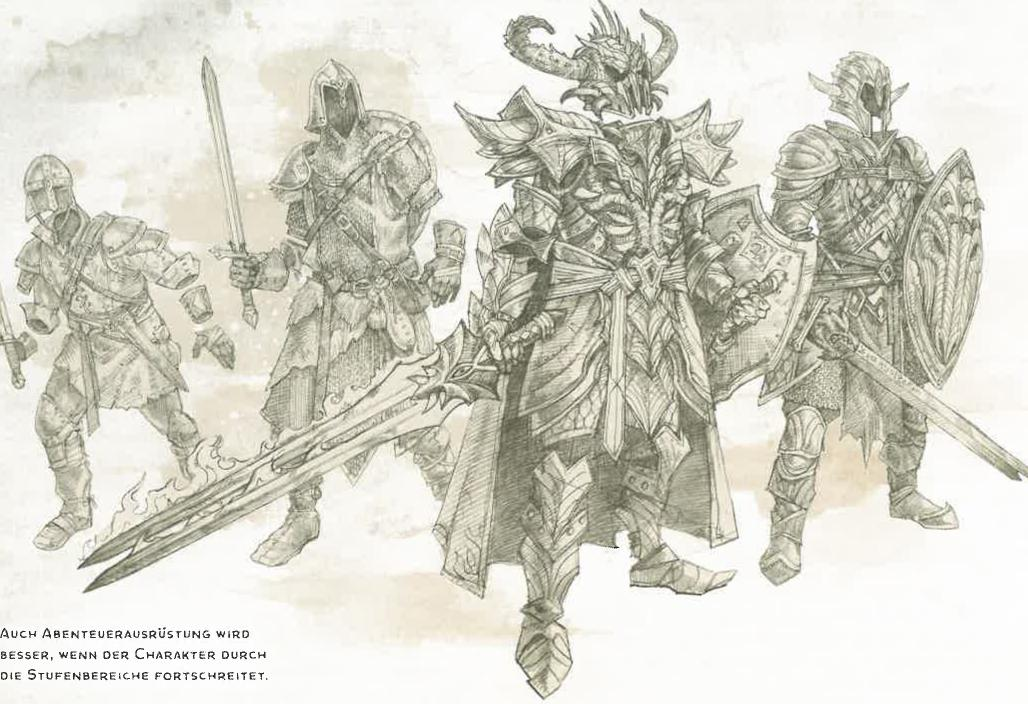 AUCH ABENTEUERAUSRÜSTUNG WIRD
BESSER, WENN DER CHARAKTER DURCH
DIE STUFENBEREICHE FORTSCHREITET.